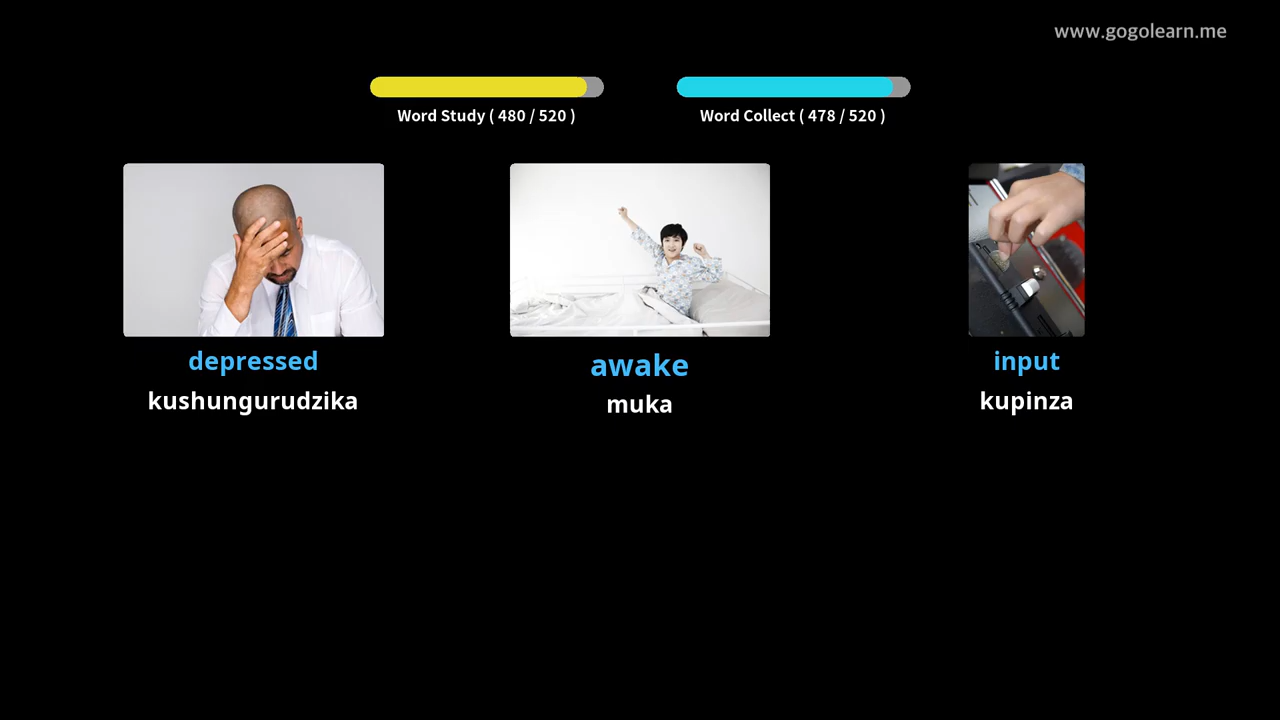 www.gogolearn.me
Word Study ( 480 / 520 )
Word Collect ( 478 / 520 )
depressed
kushungurudzika
awake
muka
input
kupinza